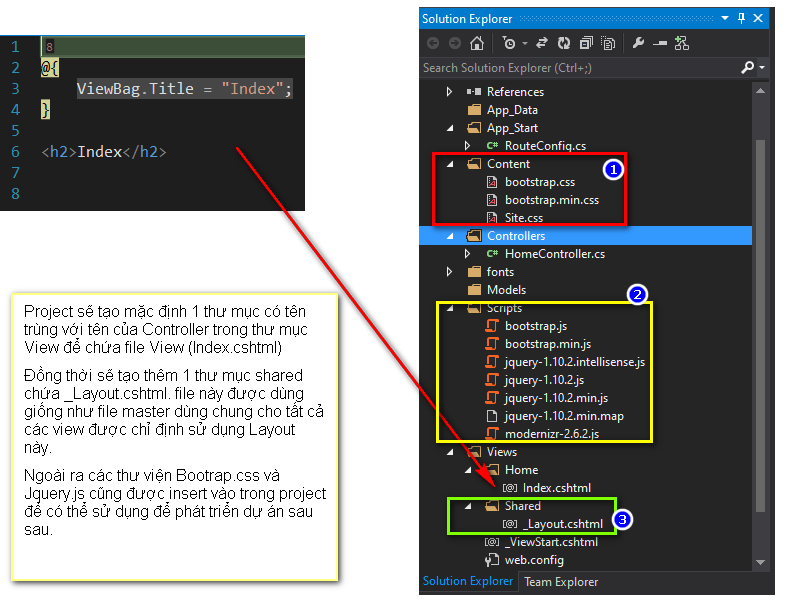 1
8
2 @{
3 ViewBag.Title = "Index";
4 }
5
6 <h2>Index</h2>
7
8
Project sẽ tạo mặc định 1 thư mục có tên
trùng với tên của Controller trong thư mục
View để chứa file View (Index.cshtml)
Đồng thời sẽ tạo thêm 1 thư mục shared
chứa _Layout.cshtml. file này được dùng
giống như file master dùng chung cho tất cả
các view được chỉ định sử dụng Layout
này.
Ngoài ra các thư viện Bootrap.css và
Jquery.js cũng được insert vào trong project
để có thể sử dụng để phát triển dự án sau
sau.
Solution Explorer
Search Solution Explorer (Ctrl+;)
References
App_Data
App_Start
C# RouteConfig.cs
Content
1
bootstrap.css
bootstrap.min.css
Site.css
Controllers
C# HomeController.cs
fonts
Models
2
Scripts
bootstrap.js
bootstrap.min.js
jquery-1.10.2.intellisense.js
jquery-1.10.2.js
jquery-1.10.2.min.js
jquery-1.10.2.min.map
modernizr-2.6.2.js
Views
Home
[@] Index.cshtml
Shared
[@] _Layout.cshtml
3
[@] _ViewStart.cshtml
web.config
Solution Explorer Team Explorer